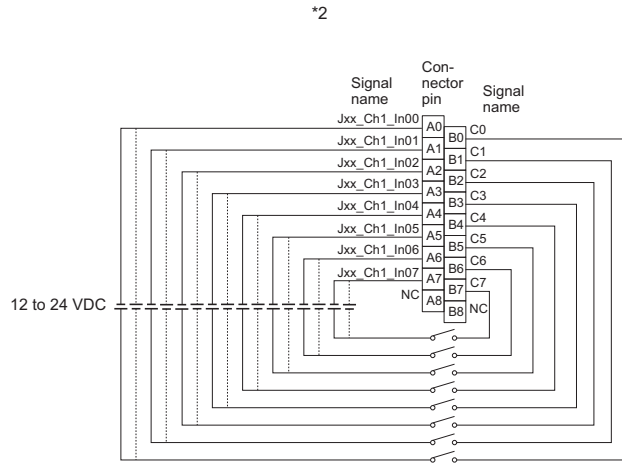 *2
Signal
name
Con-
nector
pin
Signal
name
Jxx_Ch1_In00
A0
B0
C0
Jxx_Ch1_In01
A1
B1
C1
Jxx_Ch1_In02
A2
B2
C2
Jxx_Ch1_In03
A3
B3
C3
Jxx_Ch1_In04
A4
B4
C4
Jxx_Ch1_In05
A5
B5
C5
Jxx_Ch1_In06
A6
B6
C6
Jxx_Ch1_In07
A7
B7
C7
NC
A8
B8
NC
12 to 24 VDC